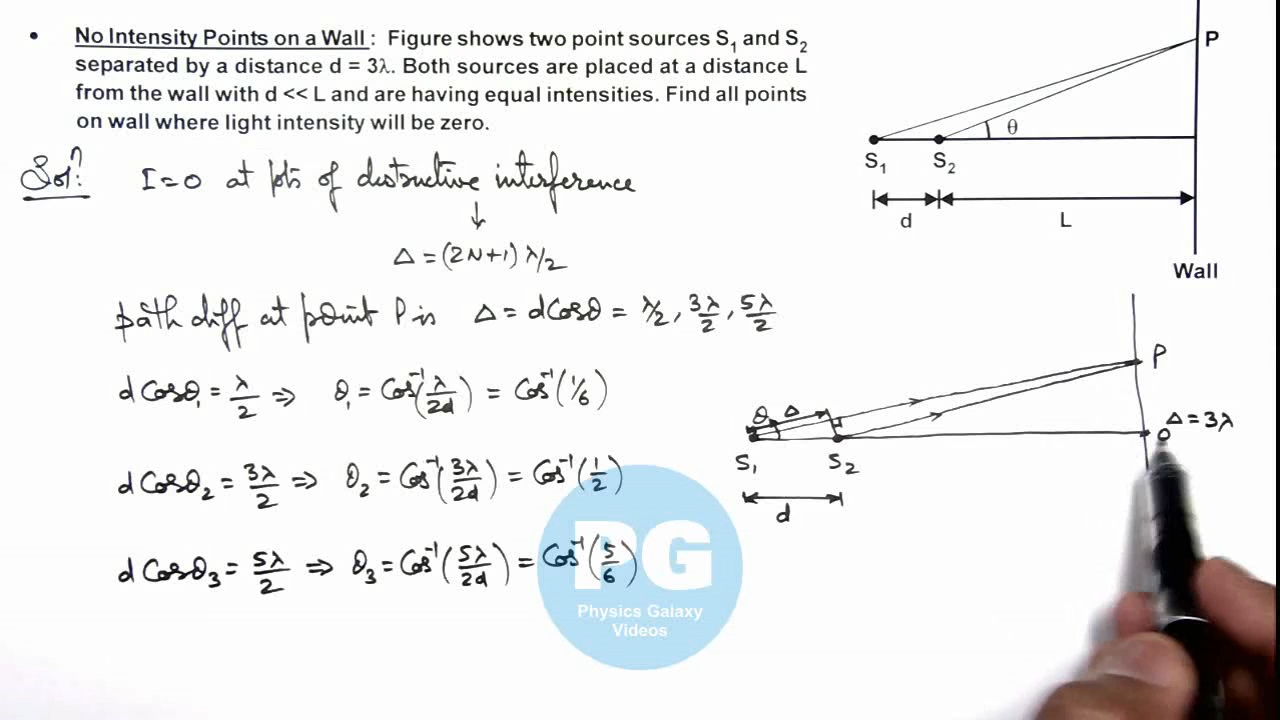 • No Intensity Points on a Wall : Figure shows two point sources S₁ and S₂
separated by a distance d = 3λ. Both sources are placed at a distance L
from the wall with d << L and are having equal intensities. Find all points
on wall where light intensity will be zero.
P
θ
S₁ S₂
d L
Wall
Solⁿ. I=0 at pts of distructive interference
↓
Δ = (2N+1) λ/2
path diff at point P is Δ = dCosθ = λ/2, 3λ/2, 5λ/2
dCosθ₁ = λ/2 ⇒ θ₁ = Cos⁻¹(λ/2d) = Cos⁻¹(1/6)
dCosθ₂ = 3λ/2 ⇒ θ₂ = Cos⁻¹(3λ/2d) = Cos⁻¹(1/2)
dCosθ₃ = 5λ/2 ⇒ θ₃ = Cos⁻¹(5λ/2d) = Cos⁻¹(5/6)
P
θ Δ
O Δ=3λ
S₁ S₂
d
PG
Physics Galaxy
Videos